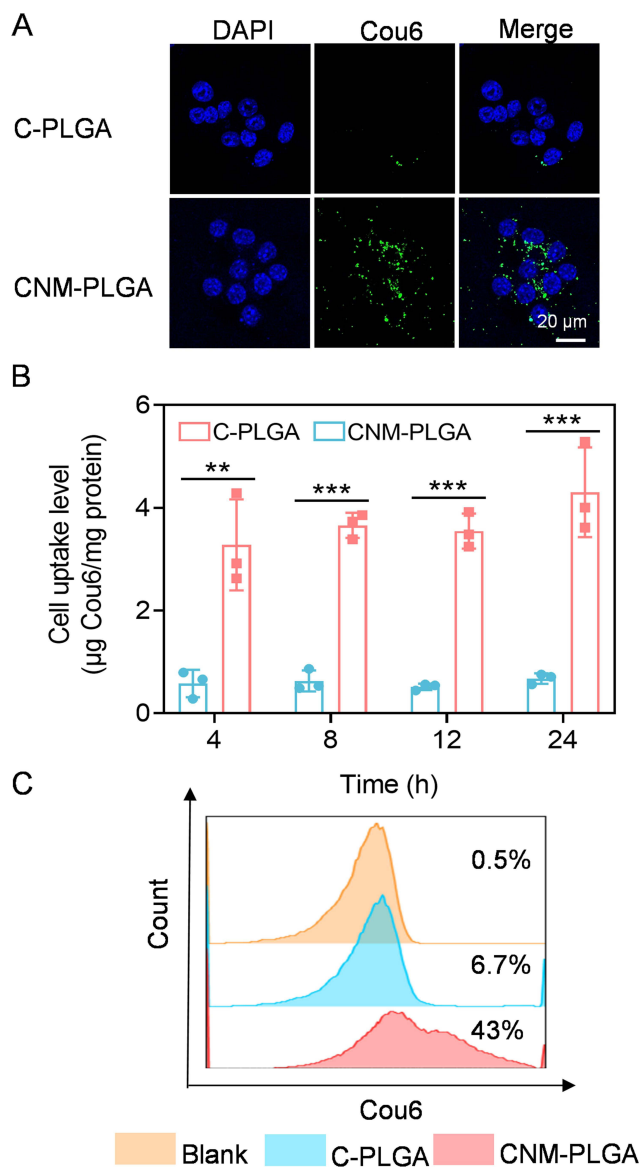 A
DAPI Cou6 Merge
C-PLGA
CNM-PLGA
20 μm
B
Cell uptake level
(μg Cou6/mg protein)
6
4
2
0
C-PLGA CNM-PLGA
** *** *** ***
4 8 12 24
Time (h)
C
Count
0.5%
6.7%
43%
Cou6
Blank C-PLGA CNM-PLGA